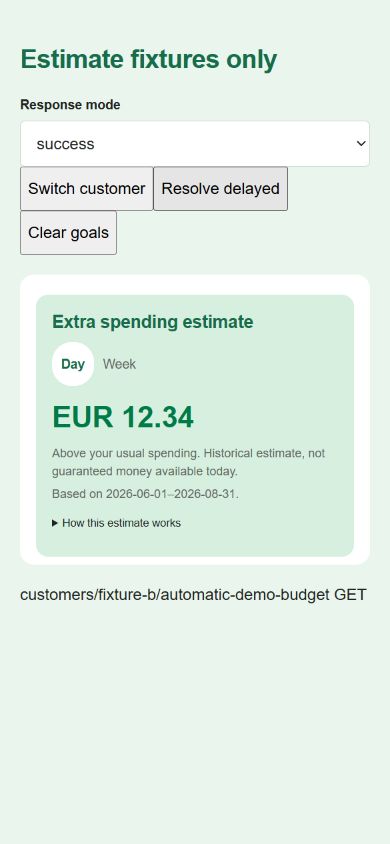 Estimate fixtures only
Response mode
success
Switch customer
Resolve delayed
Clear goals
Extra spending estimate
Day
Week
EUR 12.34
Above your usual spending. Historical estimate, not
guaranteed money available today.
Based on 2026-06-01–2026-08-31.
How this estimate works
customers/fixture-b/automatic-demo-budget GET